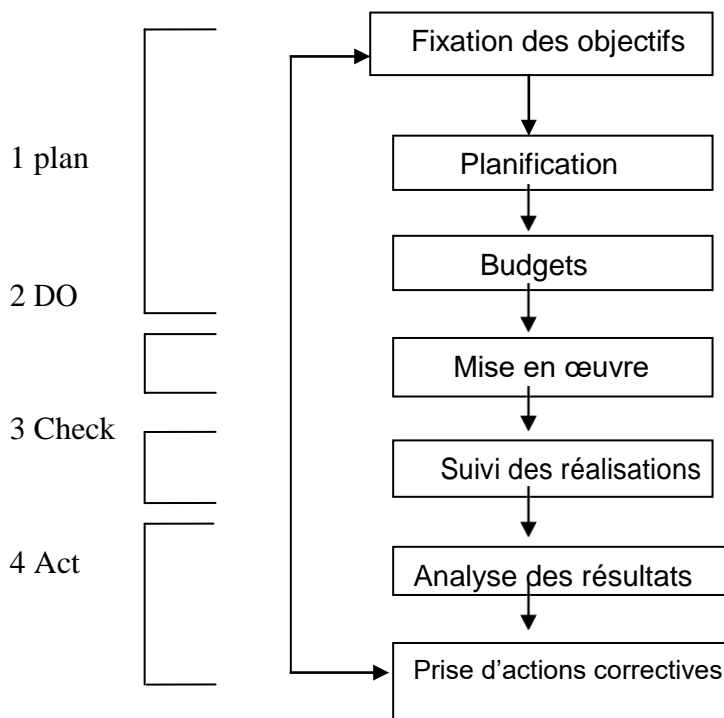 Fixation des objectifs
1 plan
Planification
Budgets
2 DO
Mise en œuvre
3 Check
Suivi des réalisations
4 Act
Analyse des résultats
Prise d'actions correctives